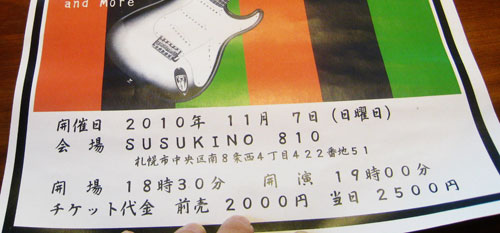 and More
開催日 2010年 11月 7日(日曜日)
会 場 SUSUKINO 810
札幌市中央区南8条西4丁目422番地51
開 場 18時30分 開 演 19時00分
チケット代金 前売 2000円 当日 2500円